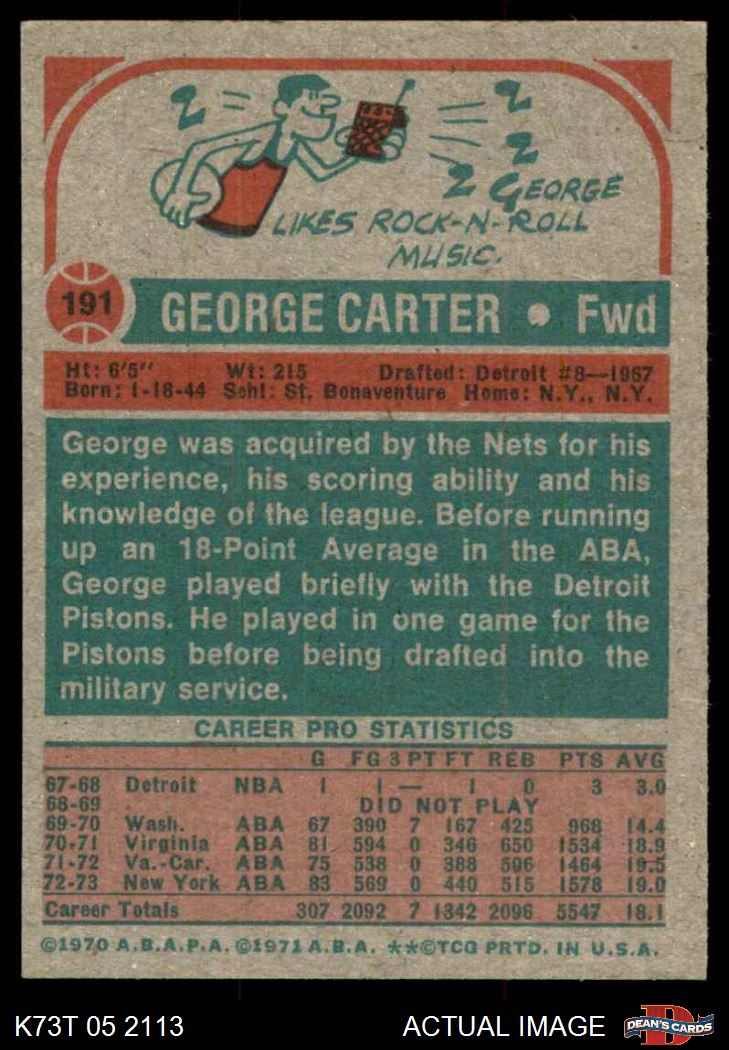 GEORGE
LIKES ROCK-N-ROLL
MUSIC.
191 GEORGE CARTER • Fwd
Ht: 6'5" Wt: 215 Drafted: Detroit #8—1967
Born: 1-18-44 Schl: St. Bonaventure Home: N.Y., N.Y.
George was acquired by the Nets for his
experience, his scoring ability and his
knowledge of the league. Before running
up an 18-Point Average in the ABA,
George played briefly with the Detroit
Pistons. He played in one game for the
Pistons before being drafted into the
military service.
CAREER PRO STATISTICS
G FG 3 PT FT REB PTS AVG
67-68 Detroit NBA 1 1 — 1 0 3 3.0
68-69 DID NOT PLAY
69-70 Wash. ABA 67 390 7 167 425 968 14.4
70-71 Virginia ABA 81 594 0 346 650 1534 18.9
71-72 Va.-Car. ABA 75 538 0 388 506 1464 19.5
72-73 New York ABA 83 569 0 440 515 1578 19.0
Career Totals 307 2092 7 1342 2096 5547 18.1
©1970 A.B.A.P.A. ©1971 A.B.A. **©TCG PRTD. IN U.S.A.
K73T 05 2113 ACTUAL IMAGE DEAN'S CARDS